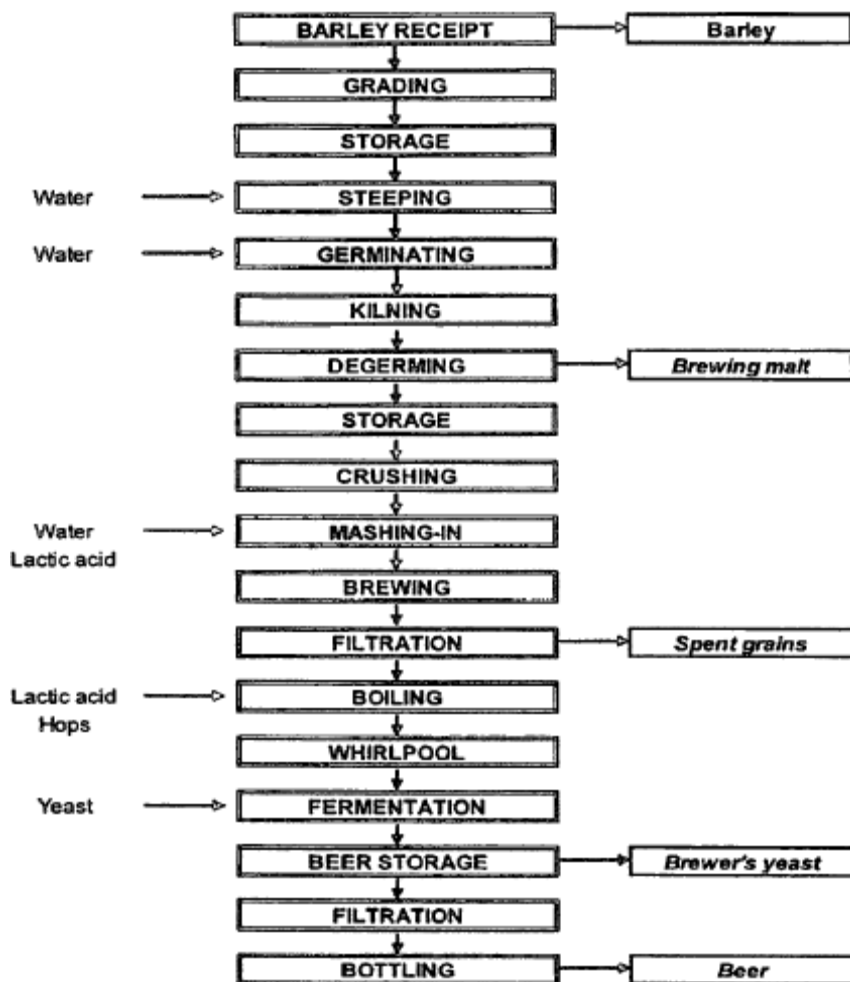 BARLEY RECEIPT Barley
GRADING
STORAGE
Water STEEPING
Water GERMINATING
KILNING
DEGERMING Brewing malt
STORAGE
CRUSHING
Water MASHING-IN
Lactic acid
BREWING
FILTRATION Spent grains
Lactic acid BOILING
Hops
WHIRLPOOL
Yeast FERMENTATION
BEER STORAGE Brewer's yeast
FILTRATION
BOTTLING Beer